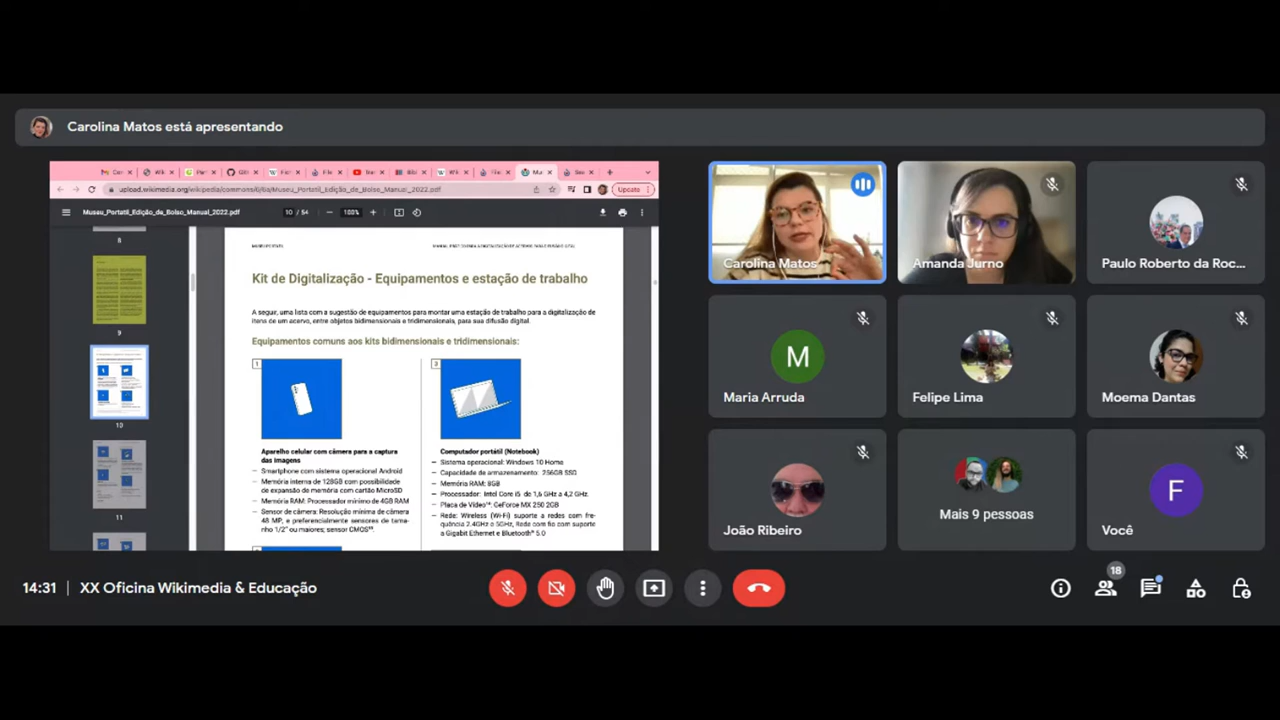 Carolina Matos está apresentando
upload.wikimedia.org/wikipedia/commons/6/6a/Museu_Portatil_Edição_de_Bolso_Manual_2022.pdf
Update
Museu_Portatil_Edição_de_Bolso_Manual_2022.pdf
10 / 54
100%
8
9
10
11
Kit de Digitalização - Equipamentos e estação de trabalho
A seguir, uma lista com a sugestão de equipamentos para montar uma estação de trabalho para a digitalização de
itens de um acervo, entre objetos bidimensionais e tridimensionais, para sua difusão digital.
Equipamentos comuns aos kits bidimensionais e tridimensionais:
1
Aparelho celular com câmera para a captura
das imagens
– Smartphone com sistema operacional Android
– Memória interna de 128GB com possibilidade
de expansão de memória com cartão MicroSD
– Memória RAM: Processador mínimo de 4GB RAM
– Sensor de câmera: Resolução mínima de câmera
48 MP, e preferencialmente sensores de tama-
nho 1/2” ou maiores; sensor CMOS
3
Computador portátil (Notebook)
– Sistema operacional: Windows 10 Home
– Capacidade de armazenamento: 256GB SSD
– Memória RAM: 8GB
– Processador: Intel Core i5 de 1,6 GHz a 4,2 GHz.
– Placa de Vídeo: GeForce MX 250 2GB
– Rede: Wireless (Wi-Fi) suporte a redes com fre-
quência 2.4GHz e 5GHz, Rede com fio com suporte
a Gigabit Ethernet e Bluetooth 5.0
Carolina Matos
Amanda Jurno
Paulo Roberto da Roc...
M
Maria Arruda
Felipe Lima
Moema Dantas
João Ribeiro
Mais 9 pessoas
F
Você
14:31 | XX Oficina Wikimedia & Educação
18